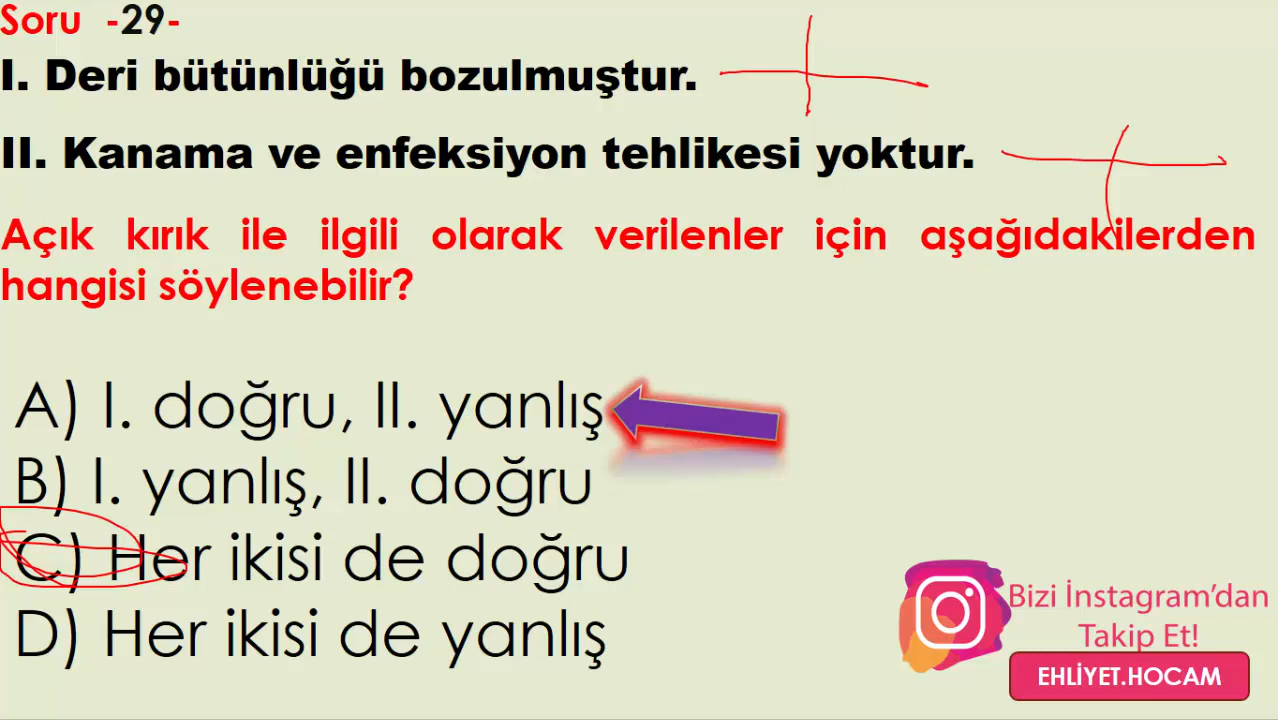 Soru -29-
I. Deri bütünlüğü bozulmuştur.
II. Kanama ve enfeksiyon tehlikesi yoktur.
Açık kırık ile ilgili olarak verilenler için aşağıdakilerden
hangisi söylenebilir?
A) I. doğru, II. yanlış
B) I. yanlış, II. doğru
C) Her ikisi de doğru
D) Her ikisi de yanlış
Bizi İnstagram’dan
Takip Et!
EHLİYET.HOCAM